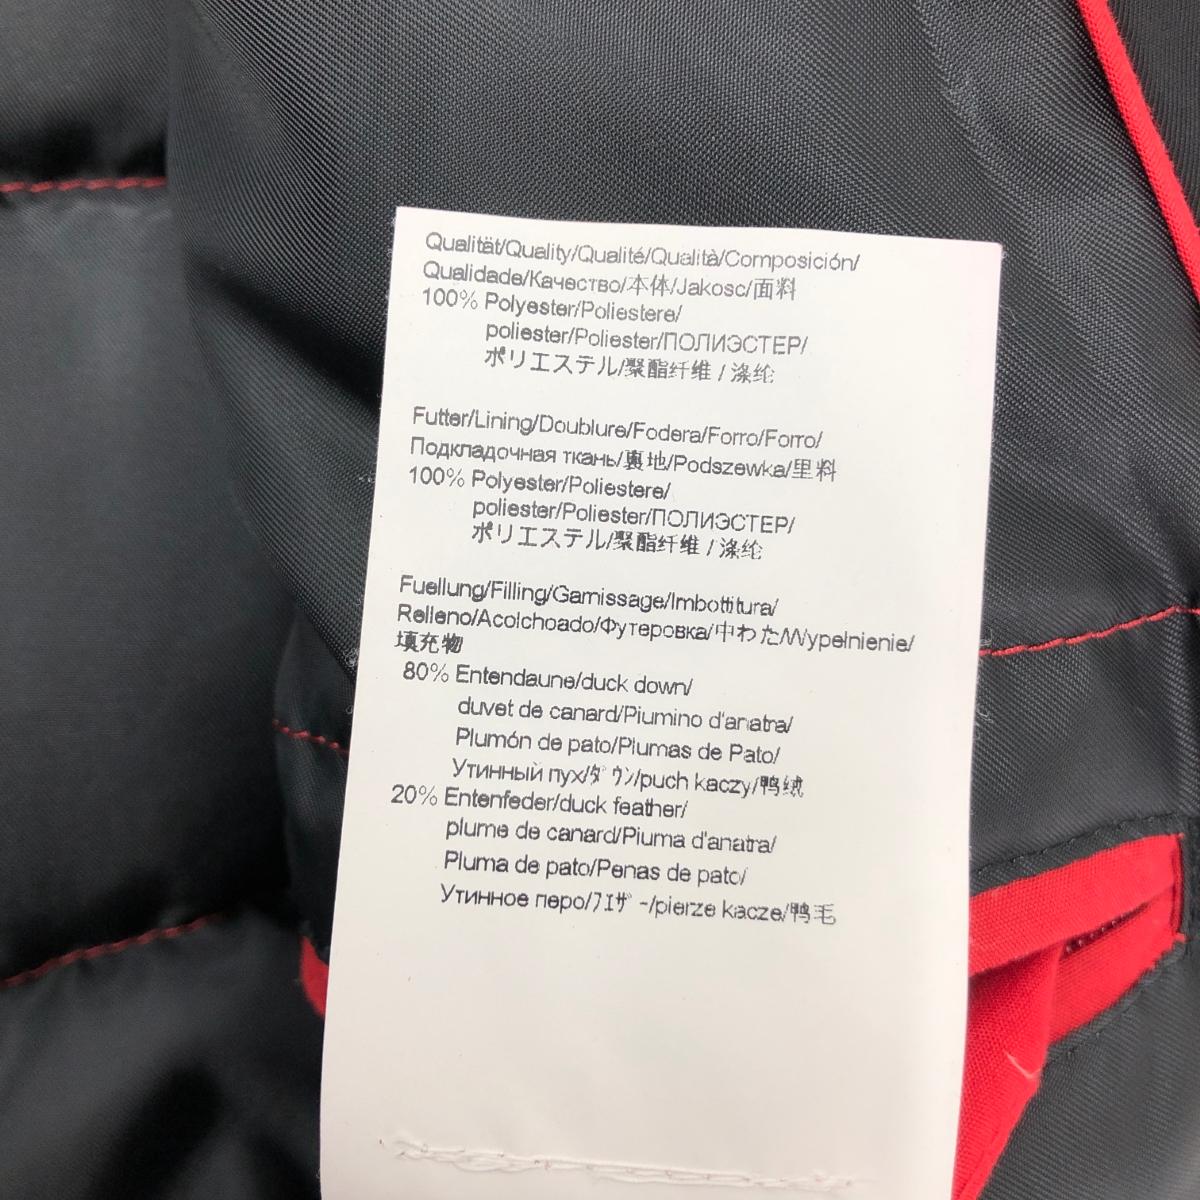 Qualität/Quality/Qualité/Qualità/Composición/
Qualidade/Качество/本体/Jakosc/面料
100% Polyester/Poliestere/
poliester/Poliester/ПОЛИЭСТЕР/
ポリエステル/聚酯纤维 / 涤纶
Futter/Lining/Doublure/Fodera/Forro/Forro/
Подкладочная ткань/裏地/Podszewka/里料
100% Polyester/Poliestere/
poliester/Poliester/ПОЛИЭСТЕР/
ポリエステル/聚酯纤维 / 涤纶
Fuellung/Filling/Garnissage/Imbottitura/
Relleno/Acolchoado/Футеровка/中わた/Wypełnienie/
填充物
80% Entendaune/duck down/
duvet de canard/Piumino d'anatra/
Plumón de pato/Plumas de Pato/
Утинный пух/ﾀﾞｳﾝ/puch kaczy/鸭绒
20% Entenfeder/duck feather/
plume de canard/Piuma d'anatra/
Pluma de pato/Penas de pato/
Утинное перо/ﾌｴｻﾞｰ/pierze kacze/鸭毛